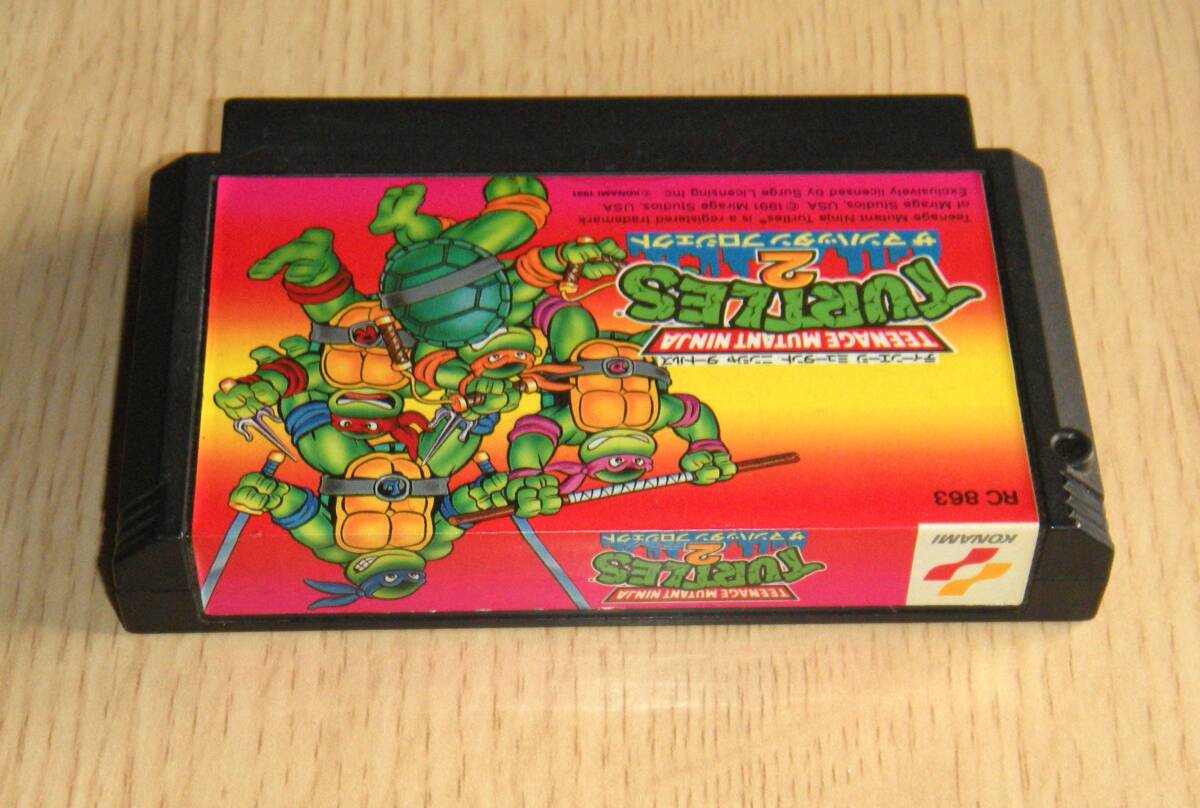 KONAMI
TEENAGE MUTANT NINJA
TURTLES
2
ザ マンハッタン プロジェクト
RC 863
ティーンエージ ミュータント ニンジャ タートルズ
TEENAGE MUTANT NINJA
TURTLES
2
ザ マンハッタン プロジェクト
Teenage Mutant Ninja Turtles® is a registered trademark
of Mirage Studios, USA. ©1991 Mirage Studios, USA.
Exclusively licensed by Surge Licensing Inc. © KONAMI 1991